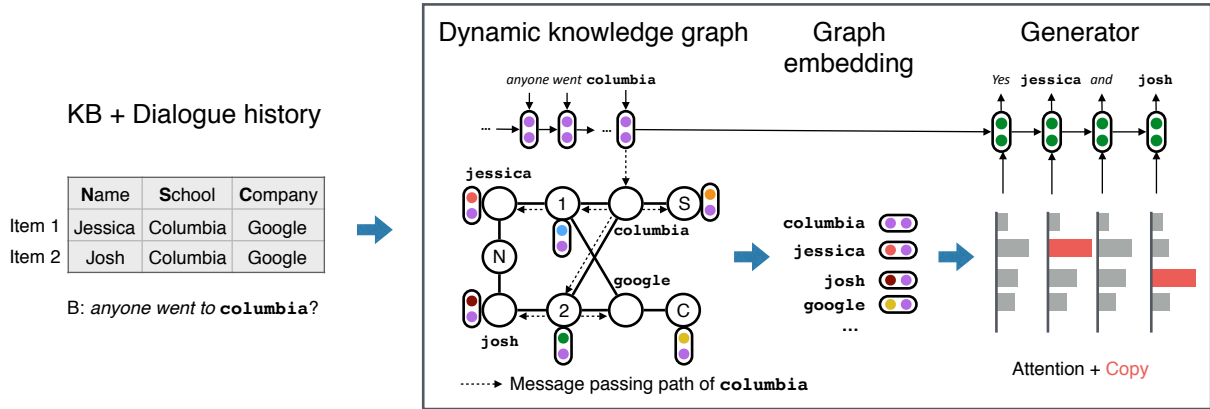 KB + Dialogue history
Name School Company
Item 1 Jessica Columbia Google
Item 2 Josh Columbia Google
B: anyone went to columbia?
Dynamic knowledge graph
anyone went columbia
... ...
jessica
1 S
columbia
N
google
2 C
josh
Message passing path of columbia
Graph
embedding
columbia
jessica
josh
google
...
Generator
Yes jessica and josh
Attention + Copy